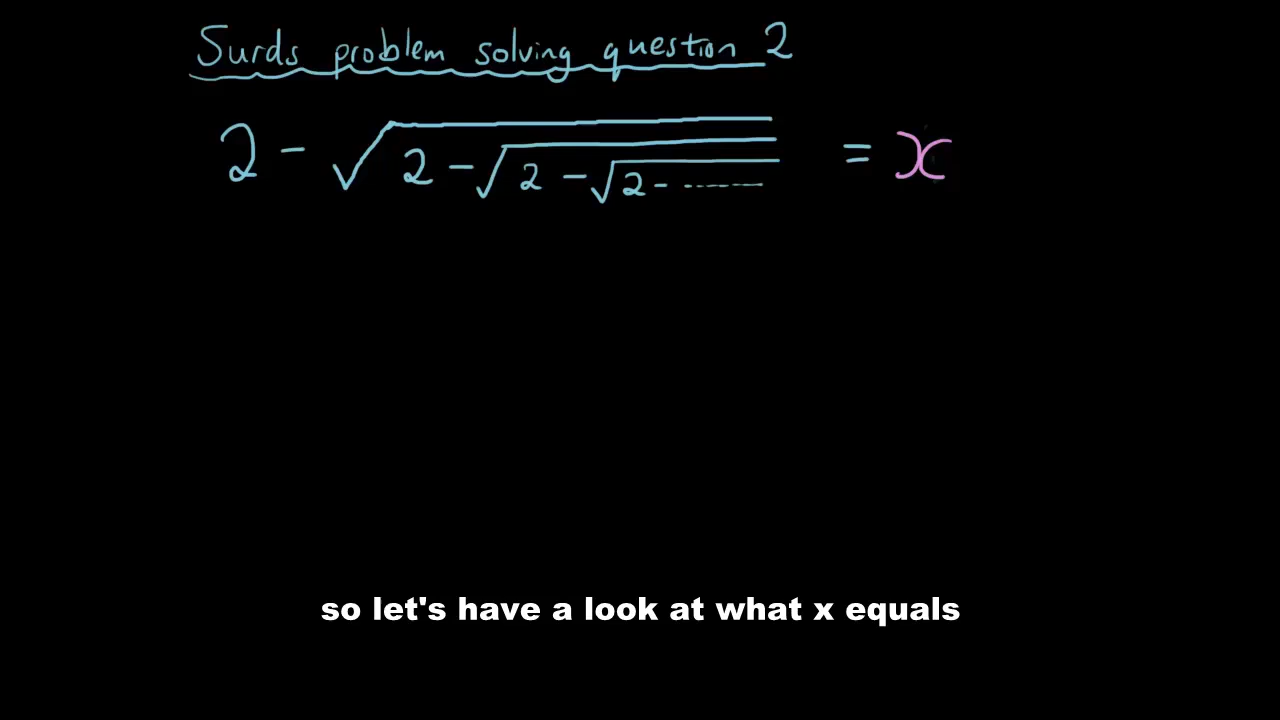 Surds problem solving question 2
2 - √(2 - √(2 - √(2 - ........ = x
so let's have a look at what x equals